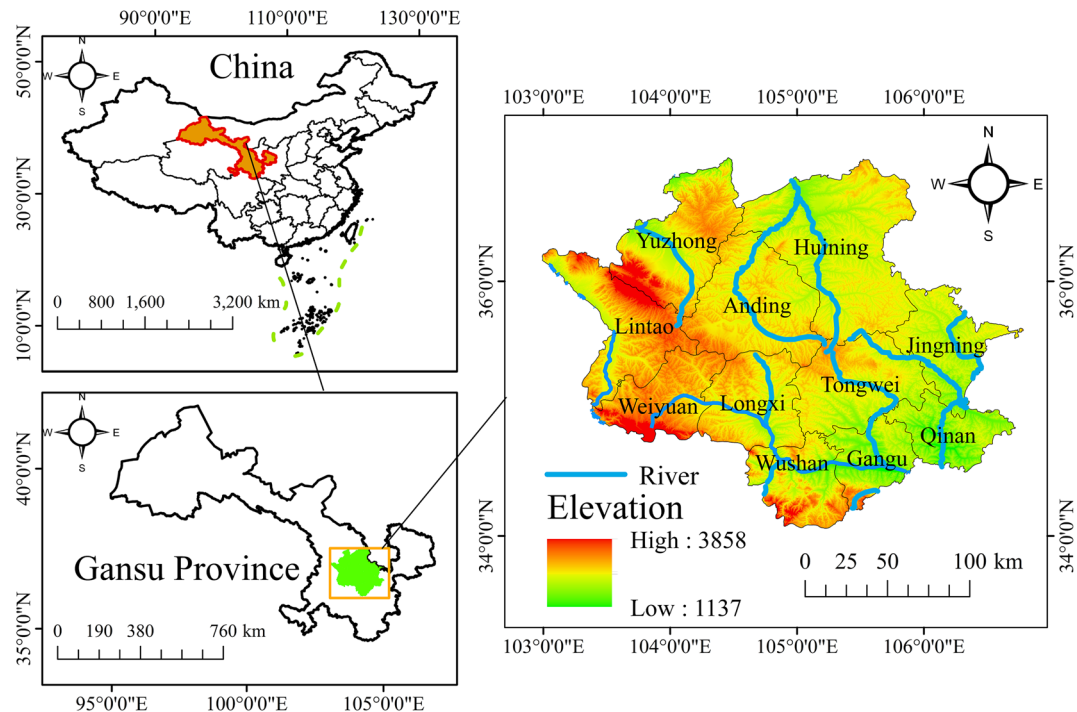 90°0'0"E 110°0'0"E 130°0'0"E
50°0'0"N
30°0'0"N
10°0'0"N
N
W E
S
China
0 800 1,600 3,200 km
N
W E
S
40°0'0"N
35°0'0"N
Gansu Province
0 190 380 760 km
95°0'0"E 100°0'0"E 105°0'0"E
103°0'0"E 104°0'0"E 105°0'0"E 106°0'0"E
36°0'0"N
34°0'0"N
N
W E
S
Yuzhong
Huining
Anding
Lintao
Jingning
Tongwei
Weiyuan
Longxi
Qinan
Wushan
Gangu
River
Elevation
High : 3858
Low : 1137
0 25 50 100 km
103°0'0"E 104°0'0"E 105°0'0"E 106°0'0"E